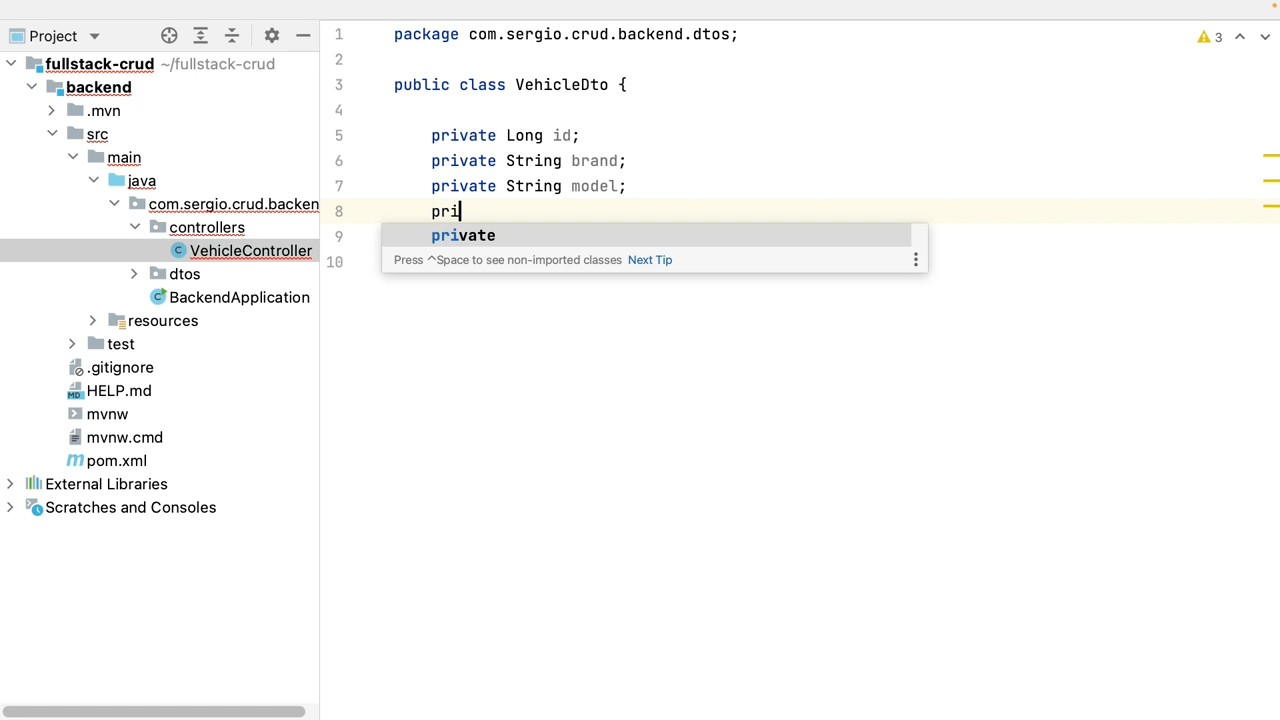 Project
fullstack-crud ~/fullstack-crud
backend
.mvn
src
main
java
com.sergio.crud.backen
controllers
VehicleController
dtos
BackendApplication
resources
test
.gitignore
HELP.md
mvnw
mvnw.cmd
pom.xml
External Libraries
Scratches and Consoles
1 package com.sergio.crud.backend.dtos;
2
3 public class VehicleDto {
4
5 private Long id;
6 private String brand;
7 private String model;
8 pri
9
10
private
Press ^Space to see non-imported classes Next Tip
3